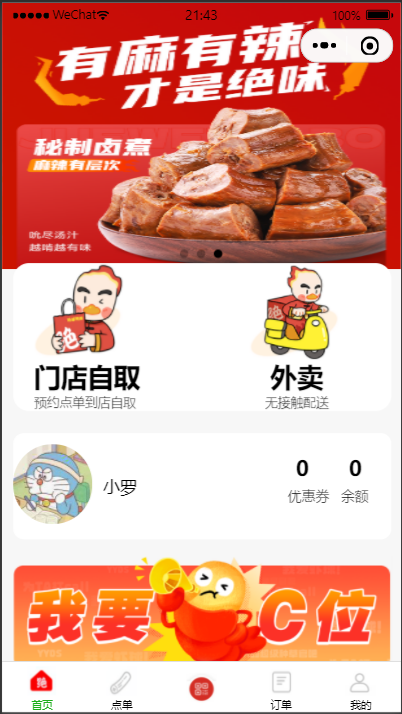 WeChat
21:43
100%
有麻有辣
才是绝味
秘制卤煮
麻辣有层次
吮尽汤汁
越啃越有味
绝
门店自取
预约点单到店自取
外卖
无接触配送
小罗
0
0
优惠券
余额
我要
C位
首页
点单
订单
我的